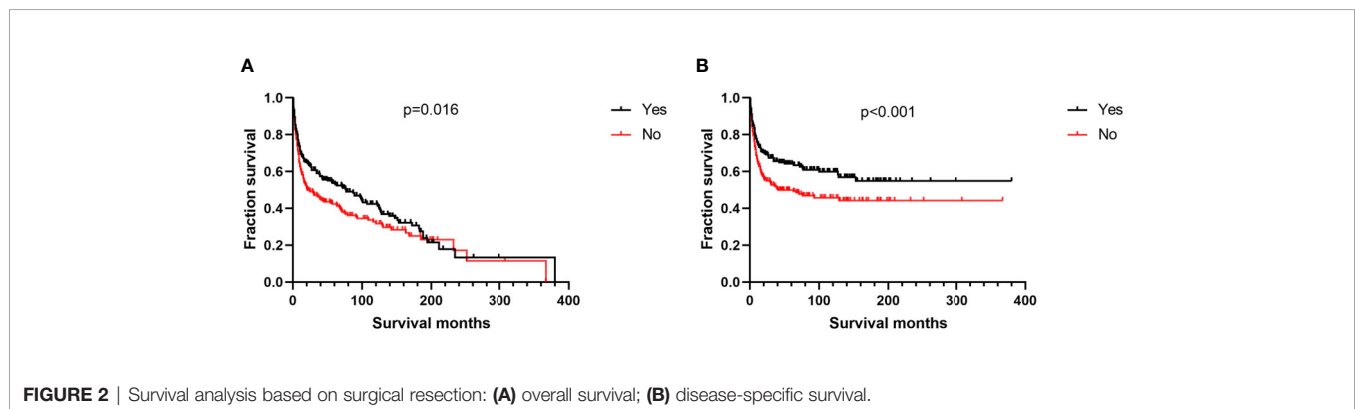 A
p=0.016
Yes
No
1.0
0.8
0.6
0.4
0.2
0.0
Fraction survival
0 100 200 300 400
Survival months
B
p<0.001
Yes
No
1.0
0.8
0.6
0.4
0.2
0.0
Fraction survival
0 100 200 300 400
Survival months
FIGURE 2 | Survival analysis based on surgical resection: (A) overall survival; (B) disease-specific survival.